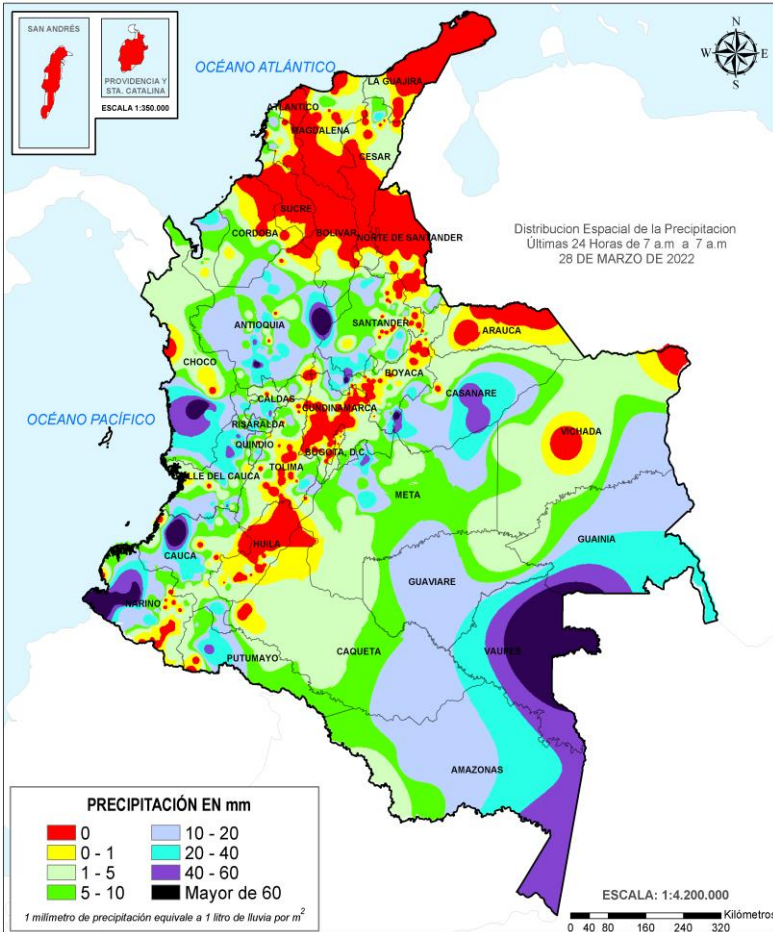 SAN ANDRÉS
PROVIDENCIA Y
STA. CATALINA
ESCALA 1:350.000
OCÉANO ATLÁNTICO
N
W E
S
LA GUAJIRA
ATLANTICO
MAGDALENA
CESAR
SUCRE
CORDOBA
BOLIVAR
NORTE DE SANTANDER
Distribucion Espacial de la Precipitacion
Últimas 24 Horas de 7 a.m a 7 a.m
28 DE MARZO DE 2022
ANTIOQUIA
SANTANDER
ARAUCA
CHOCO
BOYACA
CASANARE
OCÉANO PACÍFICO
CALDAS
CUNDINAMARCA
RISARALDA
VICHADA
QUINDIO
BOGOTA, D.C.
TOLIMA
VALLE DEL CAUCA
META
HUILA
CAUCA
GUAINIA
GUAVIARE
NARIÑO
CAQUETA
VAUPES
PUTUMAYO
AMAZONAS
PRECIPITACIÓN EN mm
0
0 - 1
1 - 5
5 - 10
10 - 20
20 - 40
40 - 60
Mayor de 60
1 milímetro de precipitación equivale a 1 litro de lluvia por m²
ESCALA: 1:4.200.000
Kilómetros
0 40 80 160 240 320